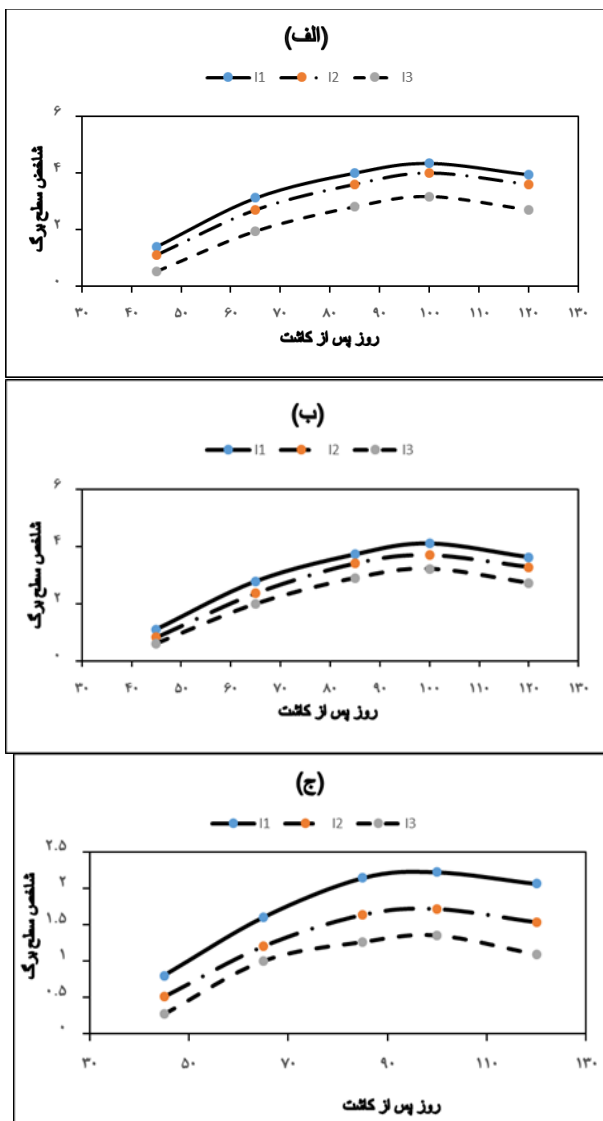 (الف)
I1 I2 I3
۶
۴
۲
۰
شاخص سطح برگ
۳۰ ۴۰ ۵۰ ۶۰ ۷۰ ۸۰ ۹۰ ۱۰۰ ۱۱۰ ۱۲۰ ۱۳۰
روز پس از کاشت
(ب)
I1 I2 I3
۶
۴
۲
۰
شاخص سطح برگ
۳۰ ۴۰ ۵۰ ۶۰ ۷۰ ۸۰ ۹۰ ۱۰۰ ۱۱۰ ۱۲۰ ۱۳۰
روز پس از کاشت
(ج)
I1 I2 I3
۲.۵
۲
۱.۵
۱
۰.۵
۰
شاخص سطح برگ
۳۰ ۵۰ ۷۰ ۹۰ ۱۱۰ ۱۳۰
روز پس از کاشت